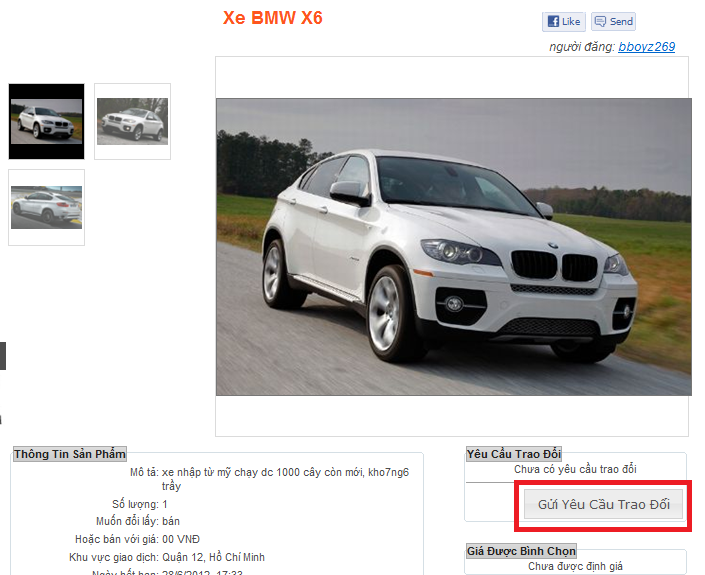 Xe BMW X6
Like Send
người đăng: bboyz269
Thông Tin Sản Phẩm
Mô tả: xe nhập từ mỹ chạy dc 1000 cây còn mới, kho7ng6
trầy
Số lượng: 1
Muốn đổi lấy: bán
Hoặc bán với giá: 00 VNĐ
Khu vực giao dịch: Quận 12, Hồ Chí Minh
Ngày hết hạn: 28/6/2012, 17:33
Yêu Cầu Trao Đổi
Chưa có yêu cầu trao đổi
Gửi Yêu Cầu Trao Đổi
Giá Được Bình Chọn
Chưa được định giá